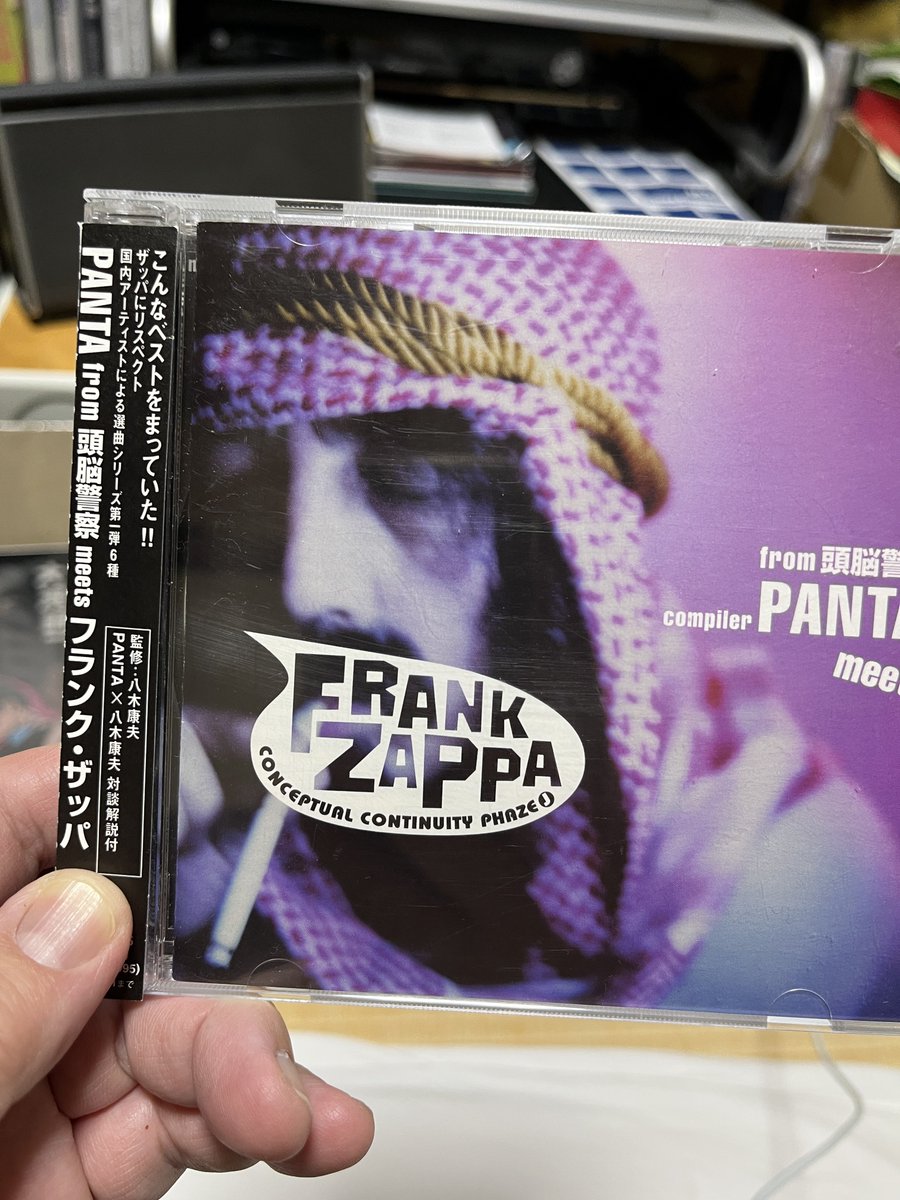 こんなベストをまっていた!!
ザッパにリスペクト
国内アーティストによる選曲シリーズ第一弾6種
PANTA from 頭脳警察 meets フランク・ザッパ
監修:八木康夫
PANTA×八木康夫 対談解説付
95)
まで
from 頭脳警
compiler PANTA
mee
FRANK
ZAPPA
CONCEPTUAL CONTINUITY PHAZE